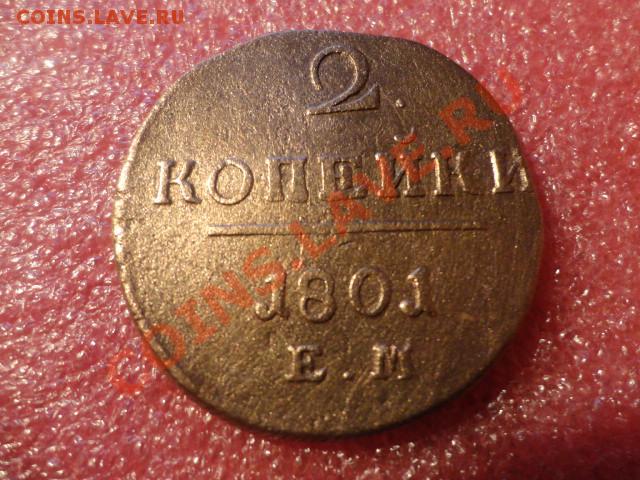 COINS.LAVE.RU
2.
КОПЕЙКИ
1801
Е.М
COINS.LAVE.RU